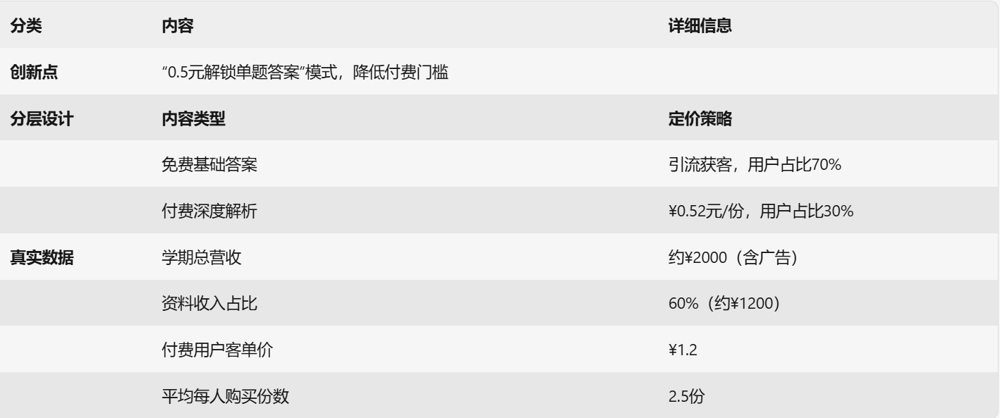 分类 内容 详细信息
创新点 “0.5元解锁单题答案”模式，降低付费门槛
分层设计 内容类型 定价策略
免费基础答案 引流获客，用户占比70%
付费深度解析 ¥0.52元/份，用户占比30%
真实数据 学期总营收 约¥2000（含广告）
资料收入占比 60%（约¥1200）
付费用户客单价 ¥1.2
平均每人购买份数 2.5份